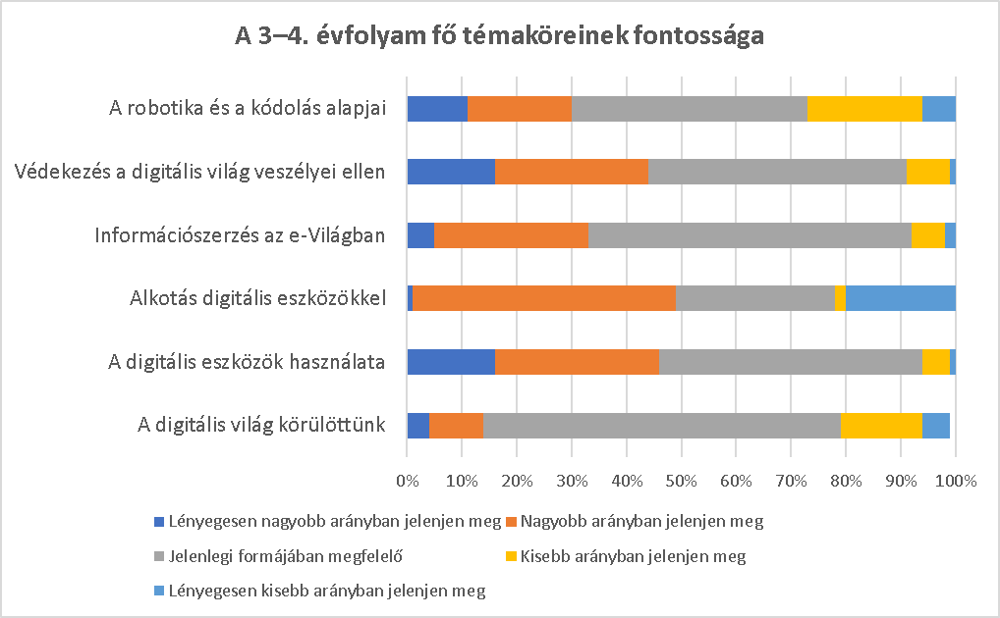 A 3–4. évfolyam fő témaköreinek fontossága
A robotika és a kódolás alapjai
Védekezés a digitális világ veszélyei ellen
Információszerzés az e-Világban
Alkotás digitális eszközökkel
A digitális eszközök használata
A digitális világ körülöttünk
0% 10% 20% 30% 40% 50% 60% 70% 80% 90% 100%
Lényegesen nagyobb arányban jelenjen meg Nagyobb arányban jelenjen meg
Jelenlegi formájában megfelelő Kisebb arányban jelenjen meg
Lényegesen kisebb arányban jelenjen meg